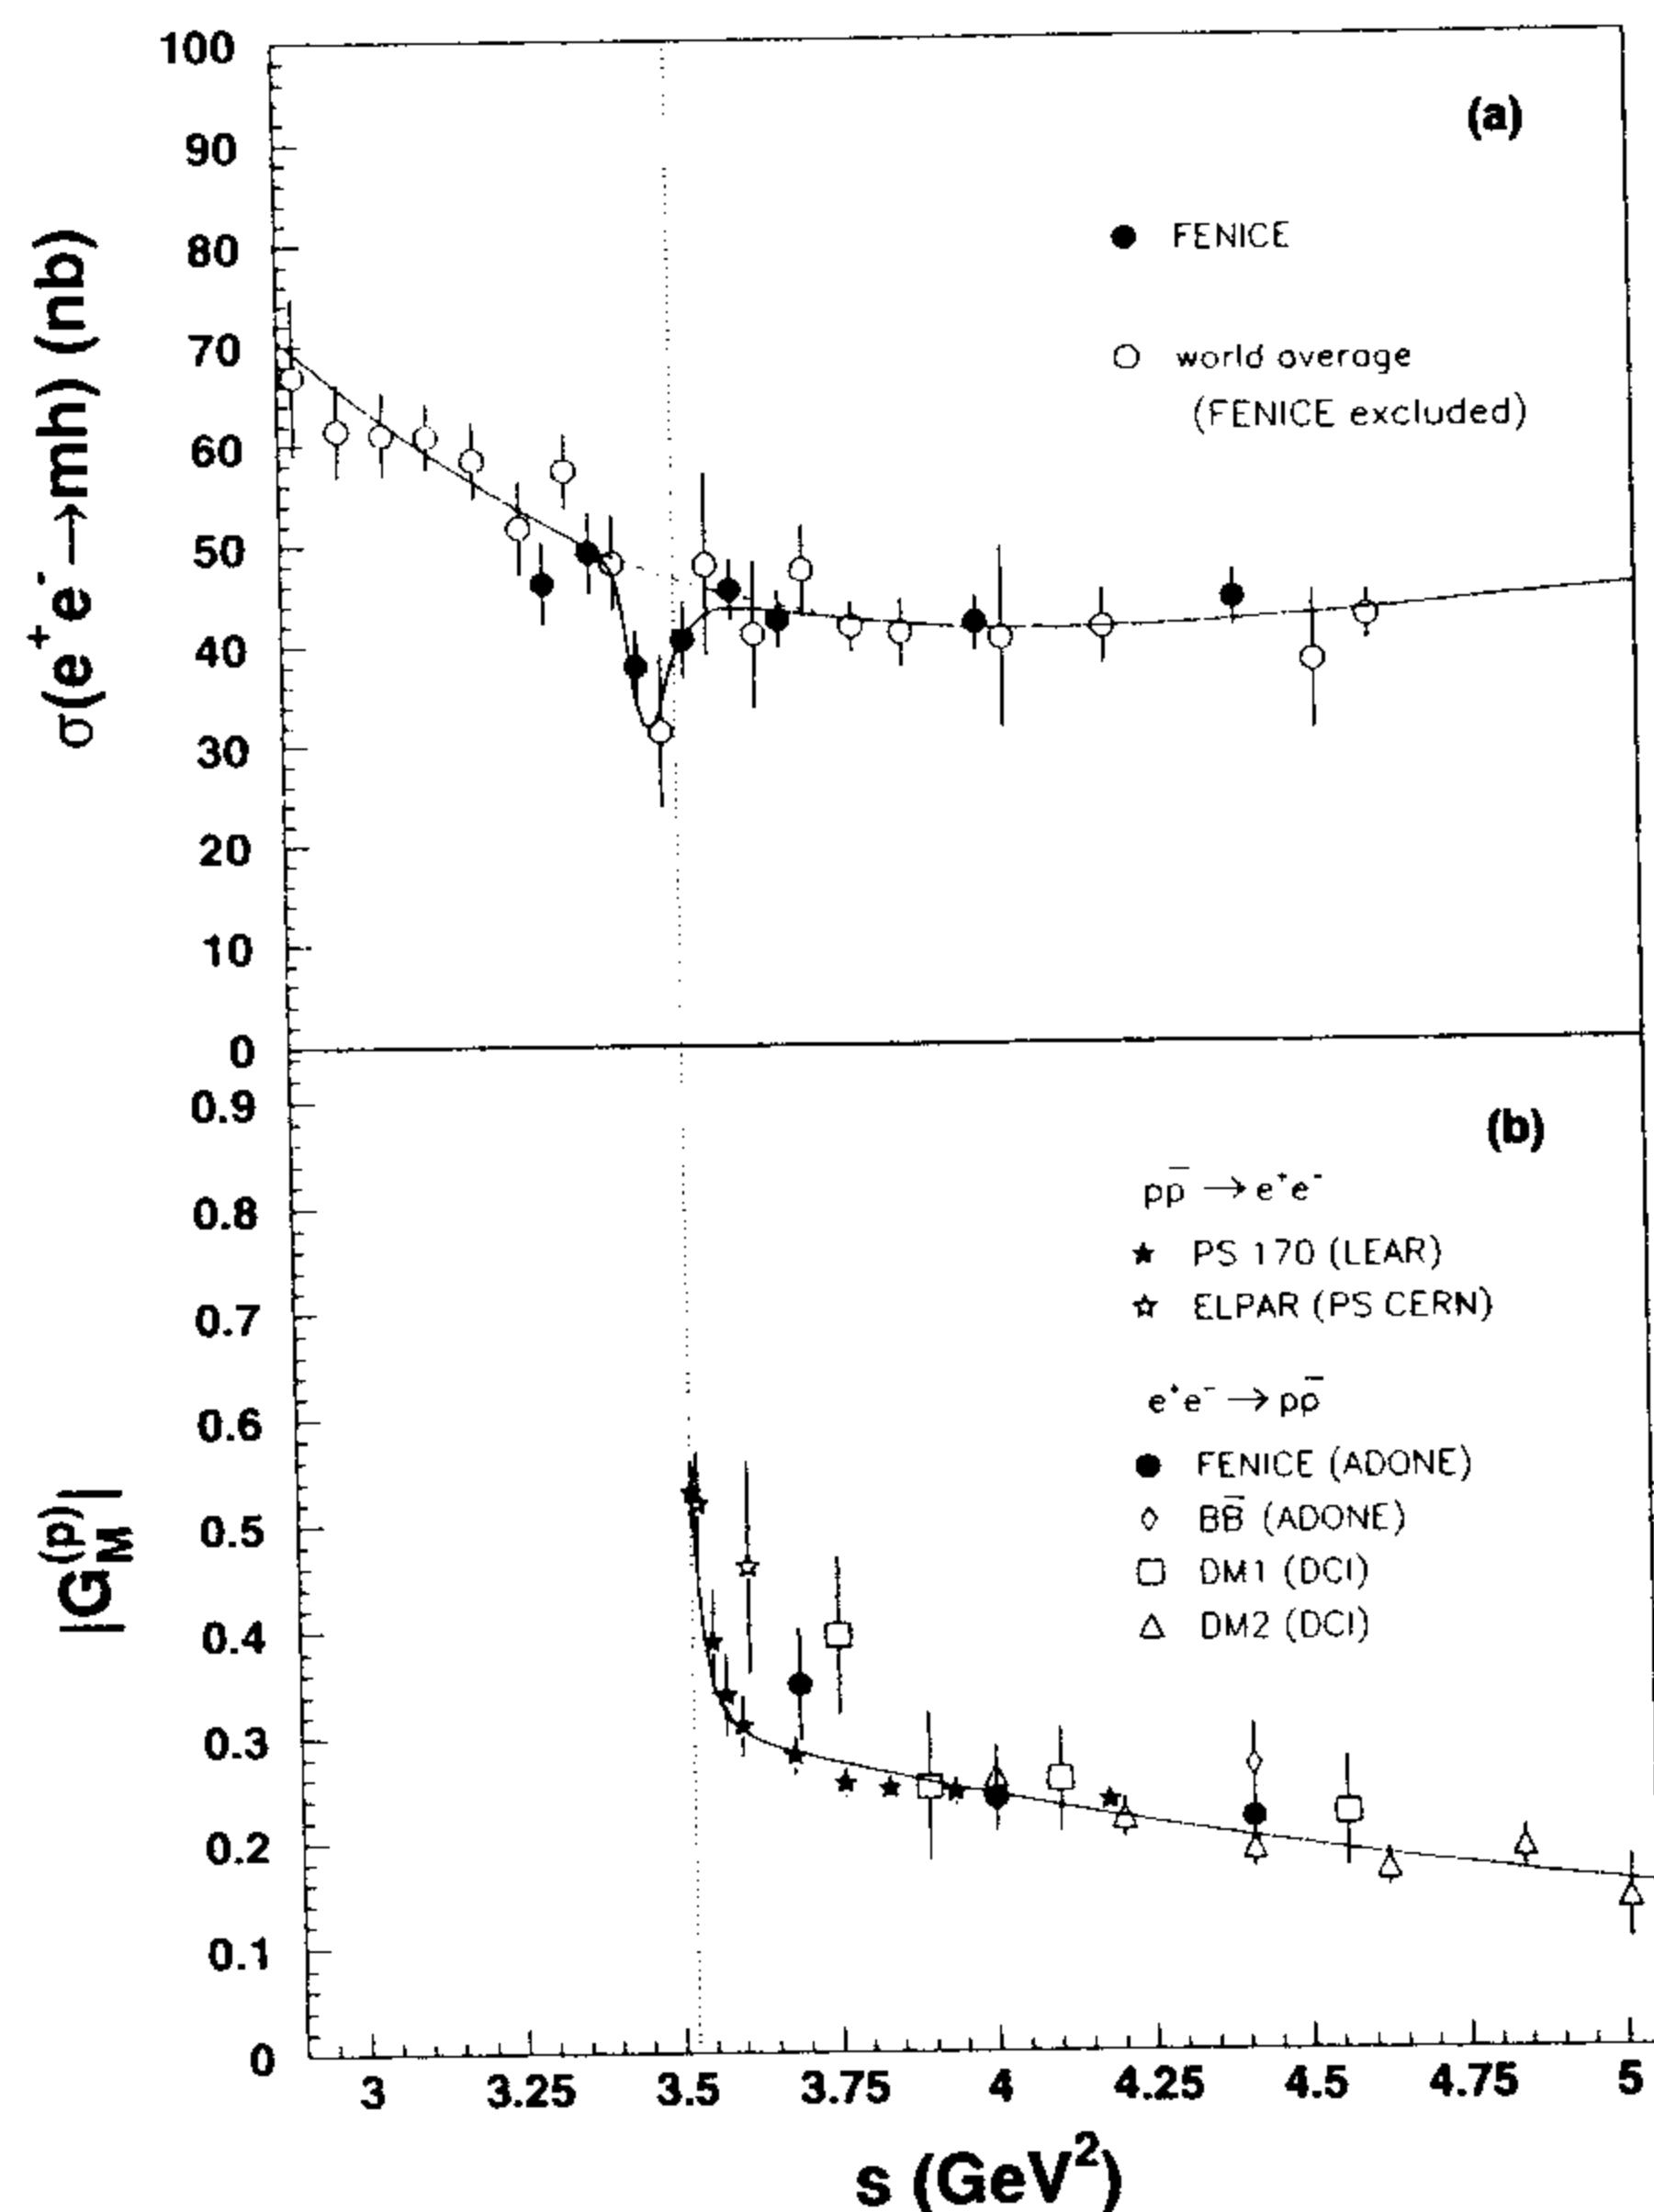 100
90
80
70
60
50
40
30
20
10
0
σ(e⁺e⁻→mh) (nb)
(a)
● FENICE
○ world average
(FENICE excluded)
0.9
0.8
0.7
0.6
0.5
0.4
0.3
0.2
0.1
0
|G_M^(p)|
(b)
pp̅ → e⁺e⁻
★ PS 170 (LEAR)
☆ ELPAR (PS CERN)
e⁺e⁻ → pp̅
● FENICE (ADONE)
◇ BB̅ (ADONE)
□ DM1 (DCI)
△ DM2 (DCI)
3 3.25 3.5 3.75 4 4.25 4.5 4.75 5
s (GeV²)